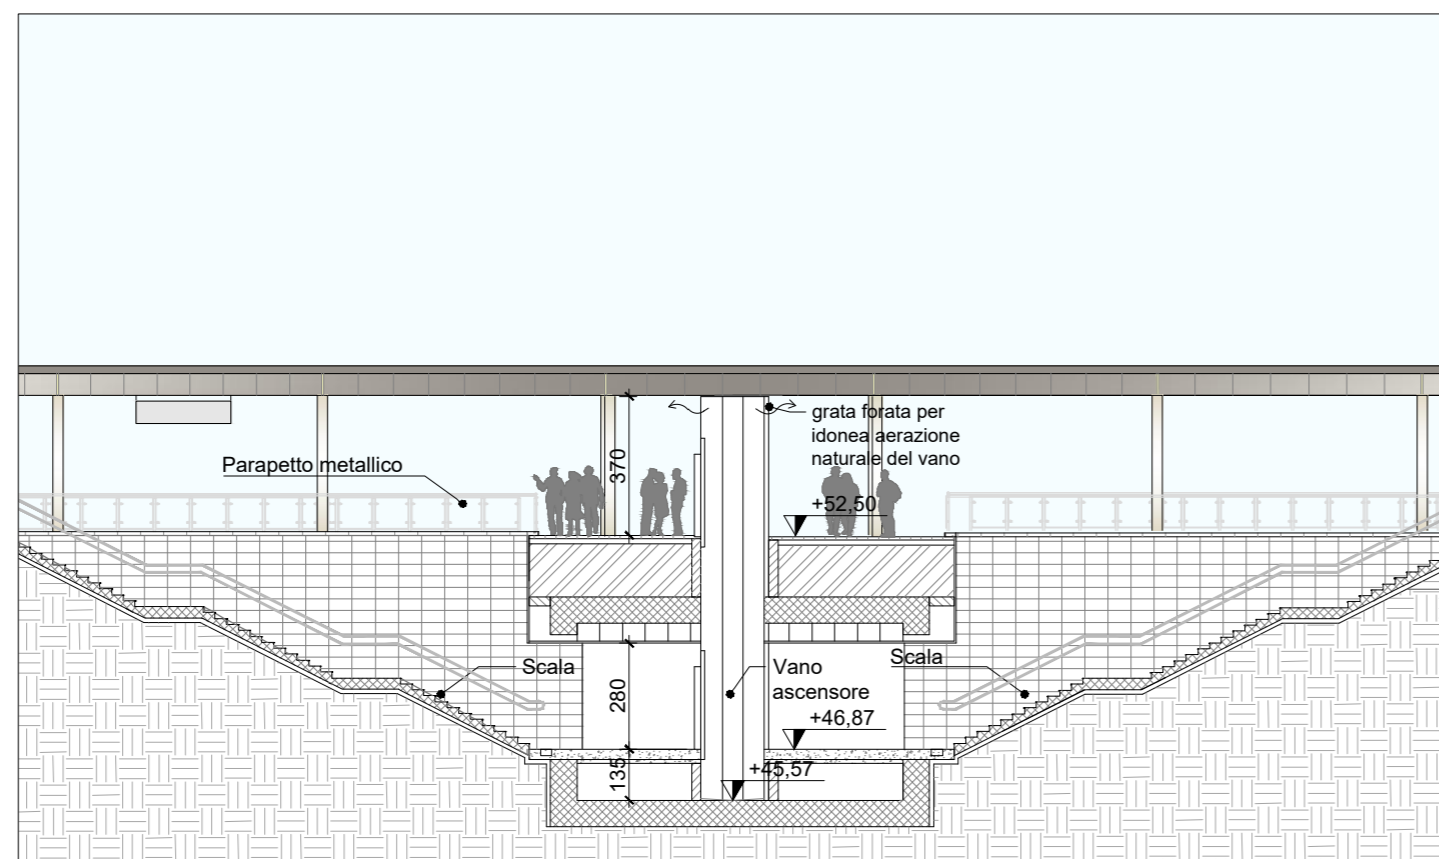 grata forata per
idonea aerazione
naturale del vano
Parapetto metallico
370
+52,50
Scala
Vano
ascensore
Scala
280
+46,87
135
+45,57